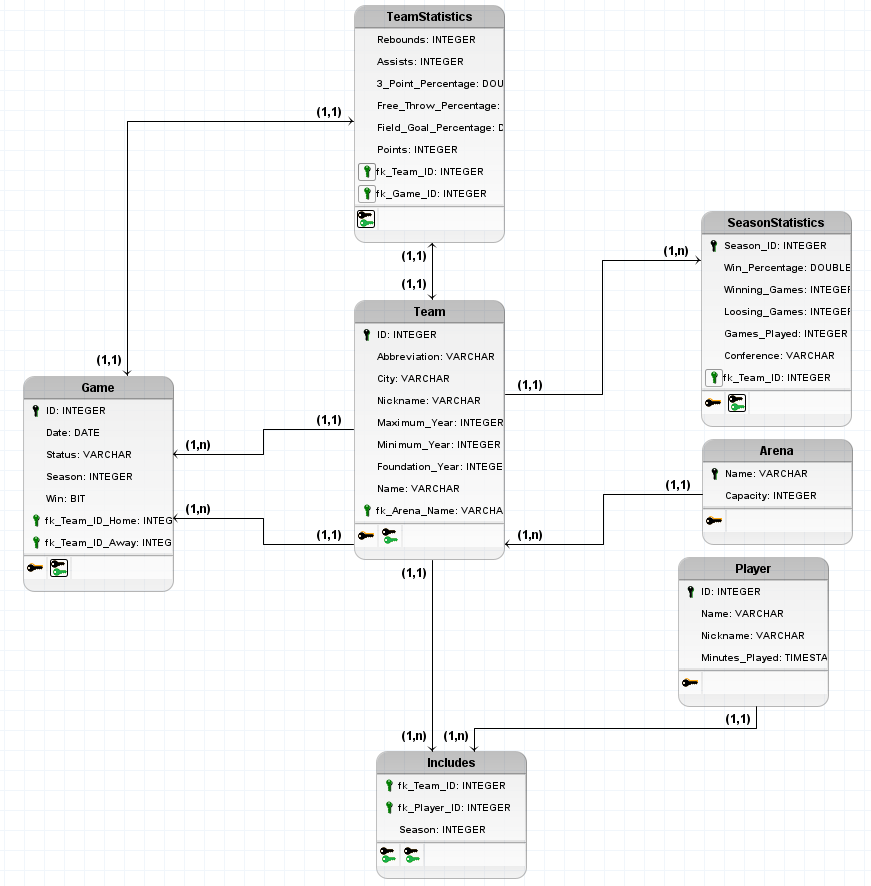 TeamStatistics
Rebounds: INTEGER
Assists: INTEGER
3_Point_Percentage: DOU
Free_Throw_Percentage:
Field_Goal_Percentage: D
Points: INTEGER
fk_Team_ID: INTEGER
fk_Game_ID: INTEGER
(1,1)
(1,1)
(1,1)
(1,1)
SeasonStatistics
Season_ID: INTEGER
Win_Percentage: DOUBLE
Winning_Games: INTEGER
Loosing_Games: INTEGER
Games_Played: INTEGER
Conference: VARCHAR
fk_Team_ID: INTEGER
(1,n)
(1,1)
Team
ID: INTEGER
Abbreviation: VARCHAR
City: VARCHAR
Nickname: VARCHAR
Maximum_Year: INTEGER
Minimum_Year: INTEGER
Foundation_Year: INTEGE
Name: VARCHAR
fk_Arena_Name: VARCHA
Game
ID: INTEGER
Date: DATE
Status: VARCHAR
Season: INTEGER
Win: BIT
fk_Team_ID_Home: INTEG
fk_Team_ID_Away: INTEG
(1,n)
(1,1)
(1,n)
(1,1)
Arena
Name: VARCHAR
Capacity: INTEGER
(1,1)
(1,n)
Player
ID: INTEGER
Name: VARCHAR
Nickname: VARCHAR
Minutes_Played: TIMESTA
(1,1)
(1,1)
(1,n)
(1,n)
Includes
fk_Team_ID: INTEGER
fk_Player_ID: INTEGER
Season: INTEGER